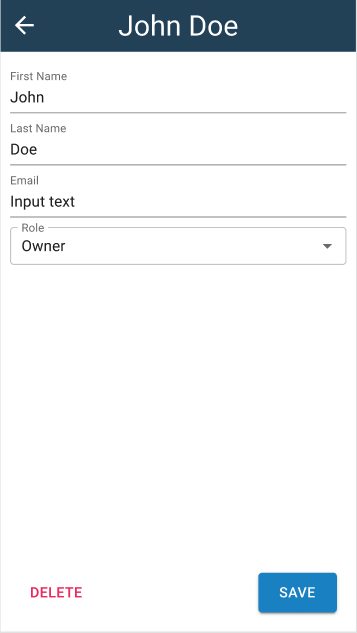 John Doe
First Name
John
Last Name
Doe
Email
Input text
Role
Owner
DELETE
SAVE